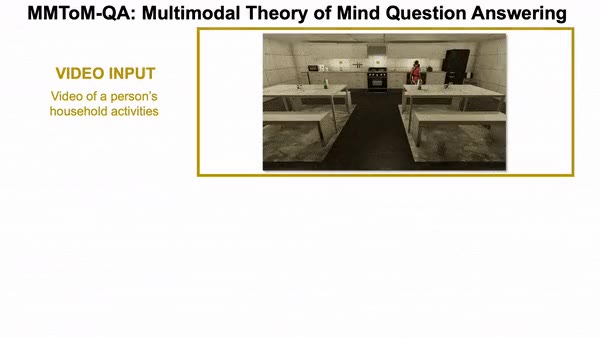 MMToM-QA: Multimodal Theory of Mind Question Answering
VIDEO INPUT
Video of a person's
household activities